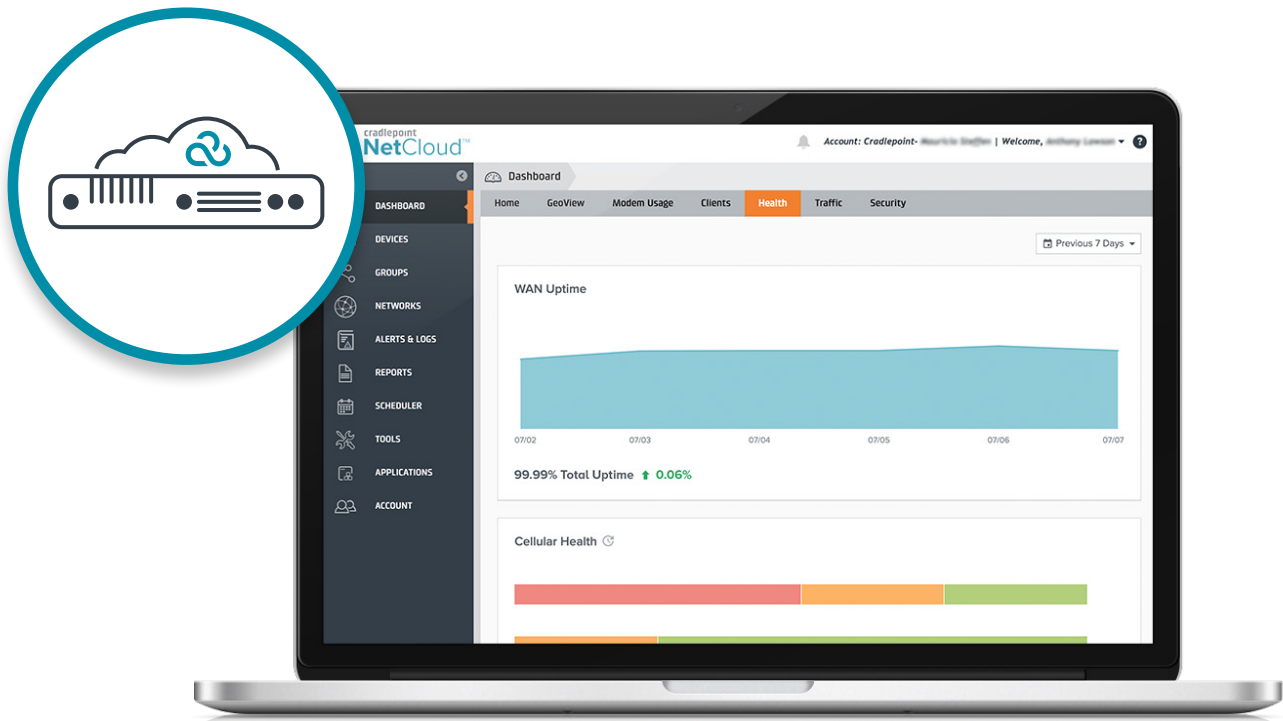 cradlepoint
NetCloud™
Account: Cradlepoint- | Welcome,
Dashboard
Home GeoView Modem Usage Clients Health Traffic Security
DASHBOARD
DEVICES
GROUPS
NETWORKS
ALERTS & LOGS
REPORTS
SCHEDULER
TOOLS
APPLICATIONS
ACCOUNT
Previous 7 Days
WAN Uptime
07/02 07/03 07/04 07/05 07/06 07/07
99.99% Total Uptime 0.06%
Cellular Health